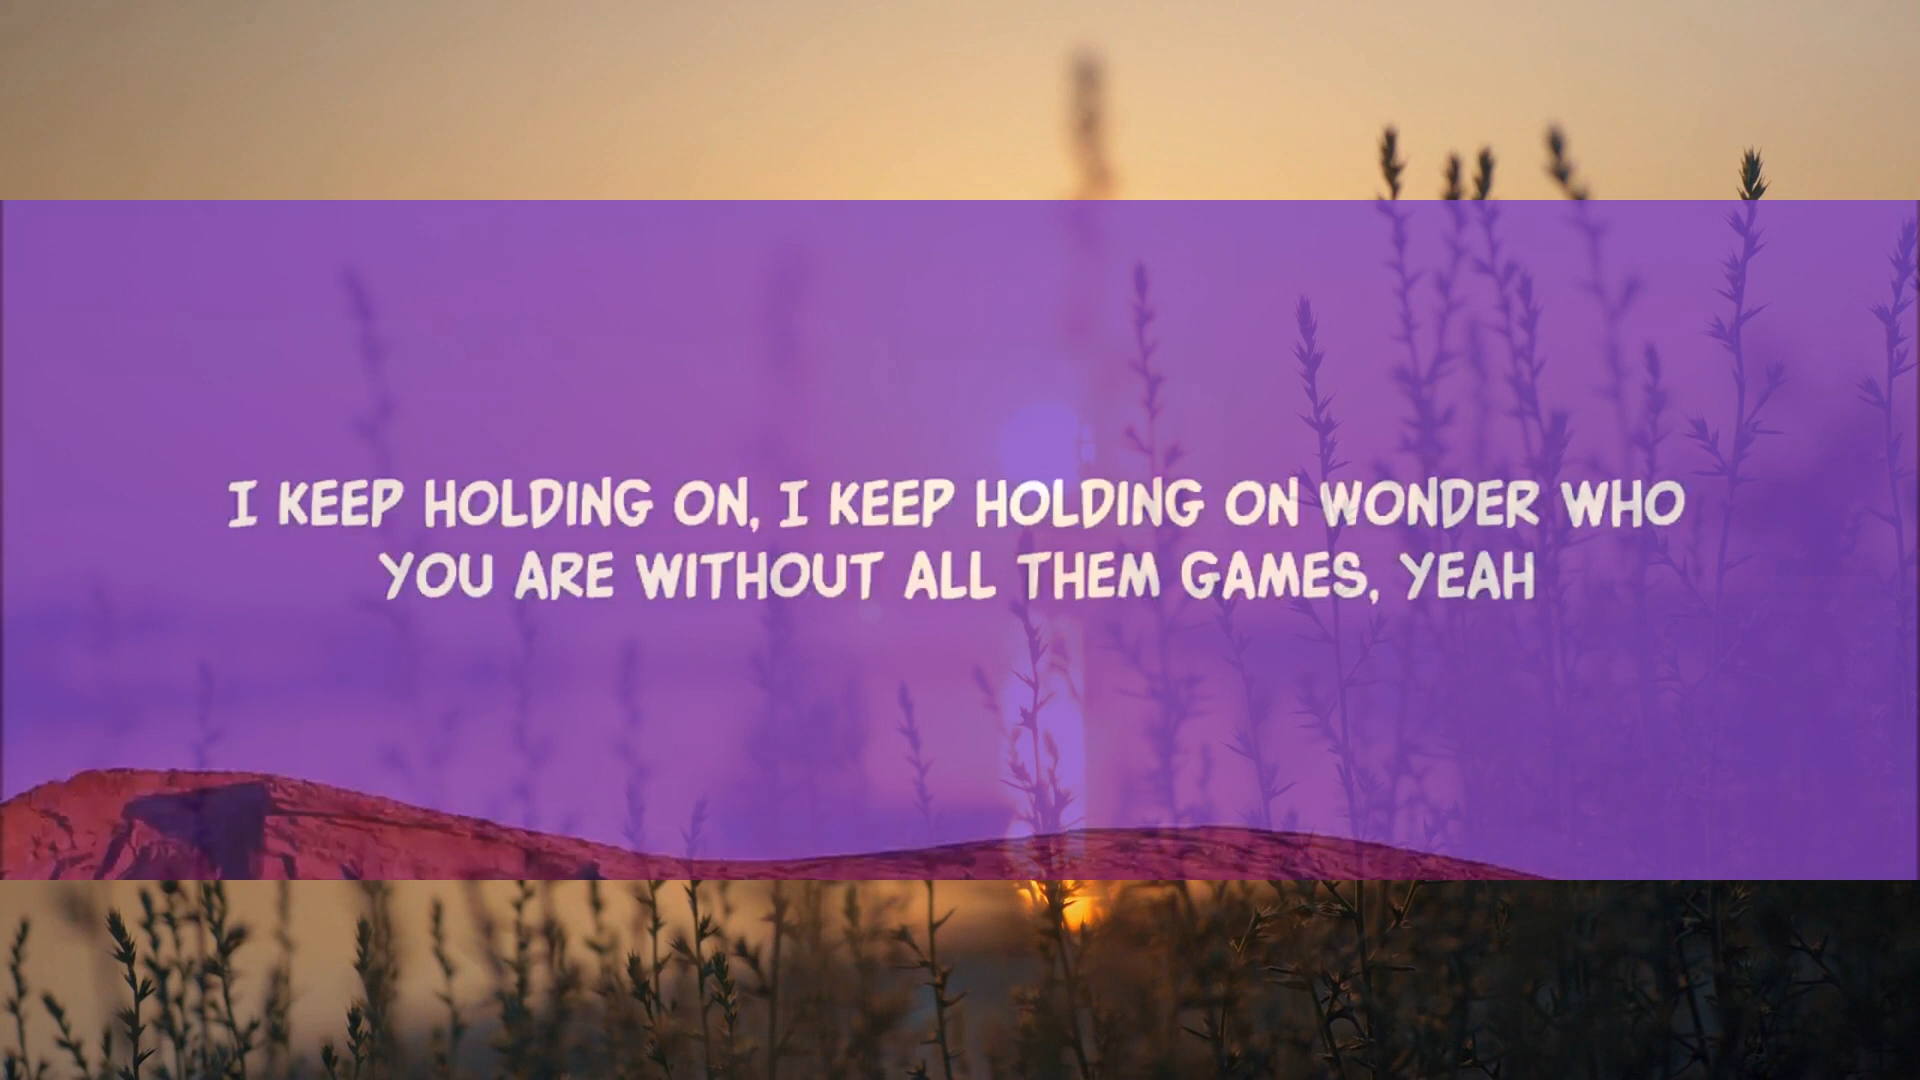 I KEEP HOLDING ON, I KEEP HOLDING ON WONDER WHO
YOU ARE WITHOUT ALL THEM GAMES, YEAH